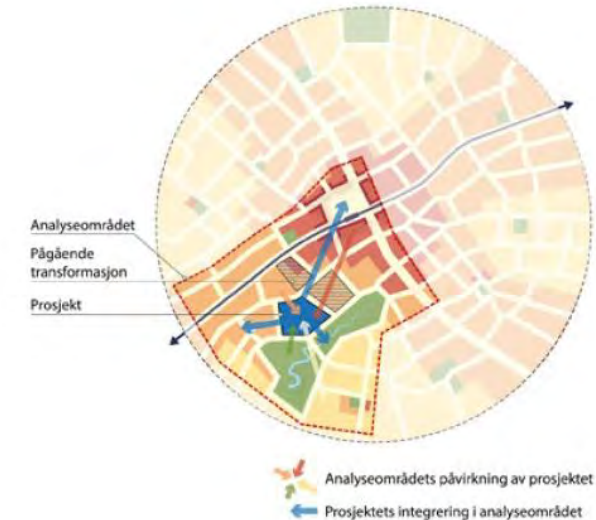 Analyseområdet
Pågående
transformasjon
Prosjekt
Analyseområdets påvirkning av prosjektet
Prosjektets integrering i analyseområdet